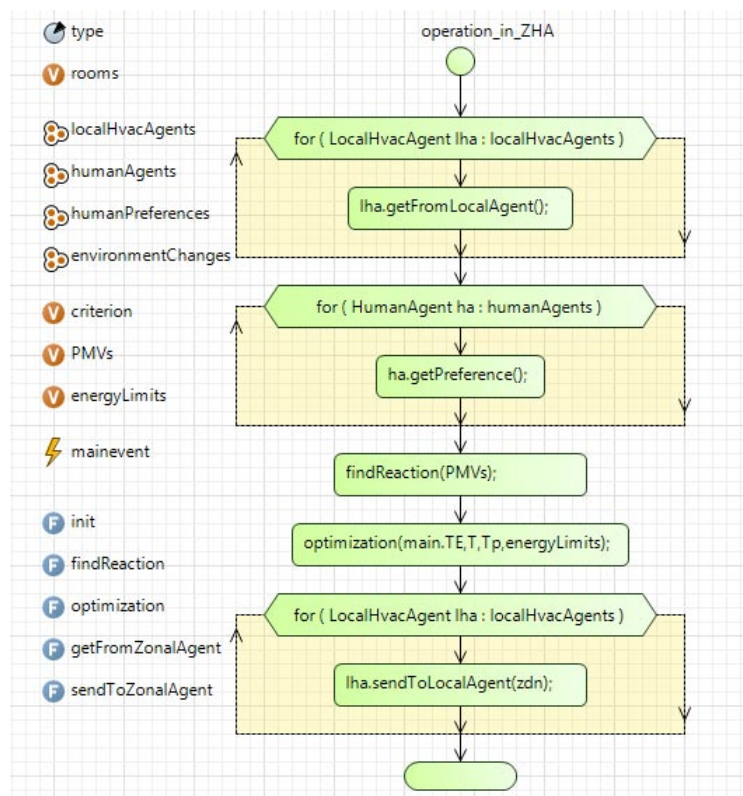 type
rooms
localHvacAgents
humanAgents
humanPreferences
environmentChanges
criterion
PMVs
energyLimits
mainevent
init
findReaction
optimization
getFromZonalAgent
sendToZonalAgent
operation_in_ZHA
for ( LocalHvacAgent lha : localHvacAgents )
lha.getFromLocalAgent();
for ( HumanAgent ha : humanAgents )
ha.getPreference();
findReaction(PMVs);
optimization(main.TE,T,Tp,energyLimits);
for ( LocalHvacAgent lha : localHvacAgents )
lha.sendToLocalAgent(zdn);